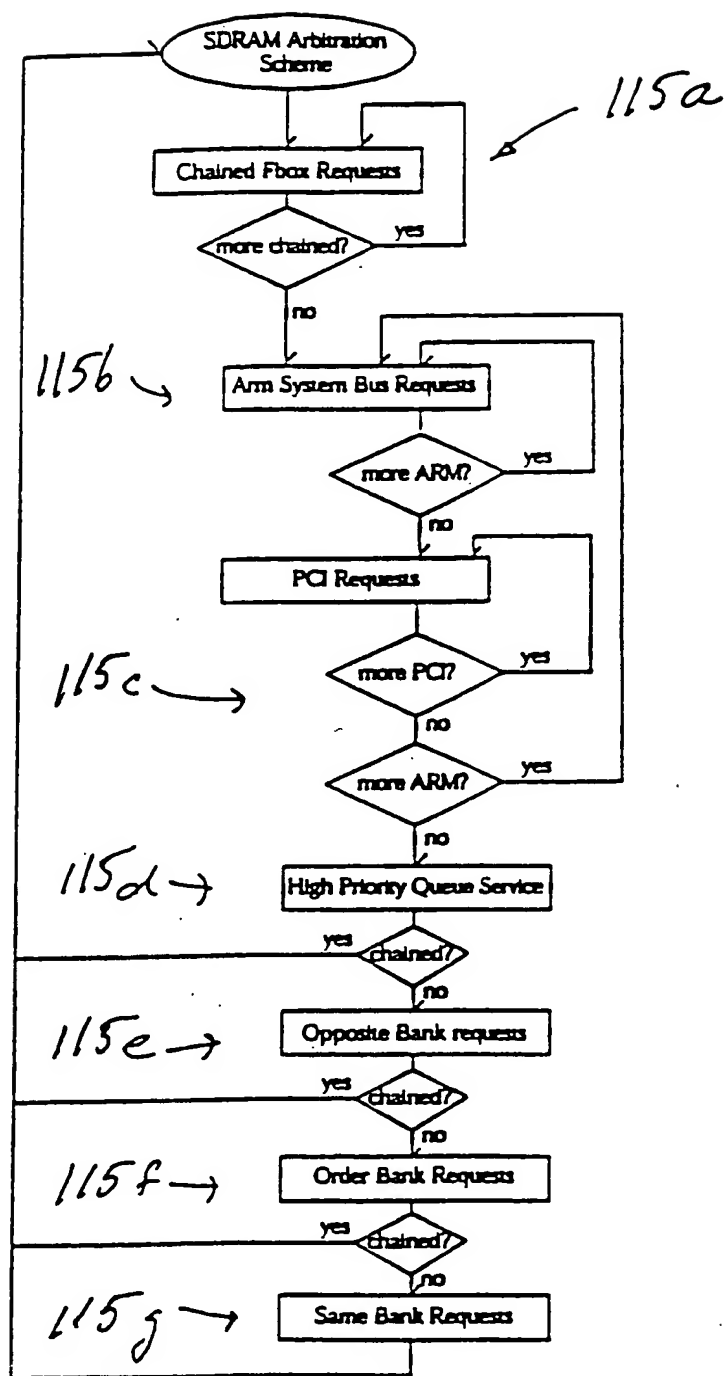 SDRAM Arbitration
Scheme
115a
Chained Fbox Requests
more chained?
yes
no
115b
Arm System Bus Requests
more ARM?
yes
no
PCI Requests
115c
more PCI?
yes
no
more ARM?
yes
no
115d
High Priority Queue Service
yes
chained?
no
115e
Opposite Bank requests
yes
chained?
no
115f
Order Bank Requests
yes
chained?
no
115g
Same Bank Requests